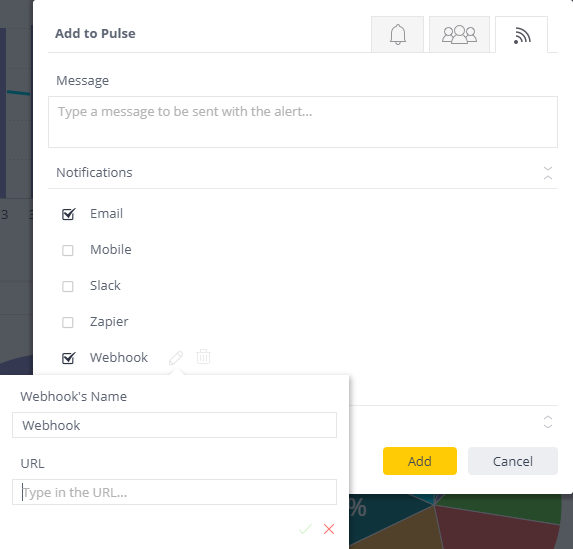 Add to Pulse
Message
Type a message to be sent with the alert...
Notifications
3
Email
Mobile
Slack
Zapier
Webhook
Webhook's Name
Webhook
URL
Add
Cancel
Type in the URL...
%